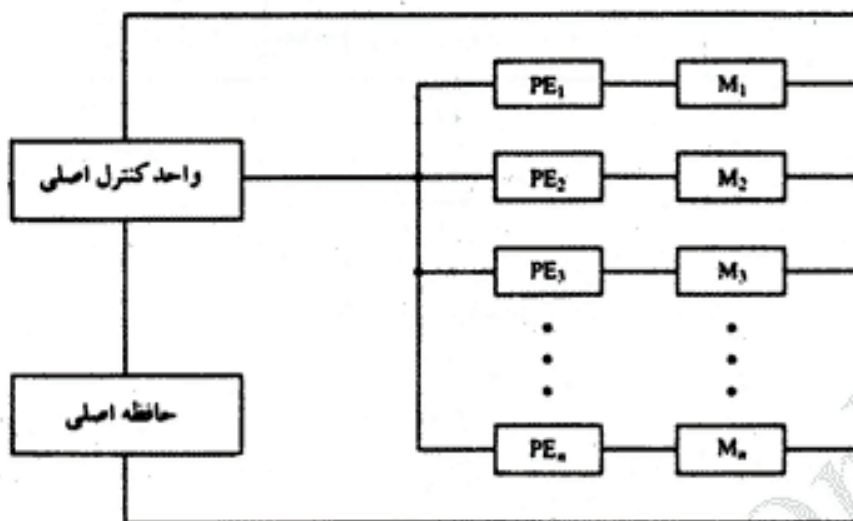 PE₁ M₁
واحد کنترل اصلی
PE₂ M₂
PE₃ M₃
حافظه اصلی
PEₙ Mₙ